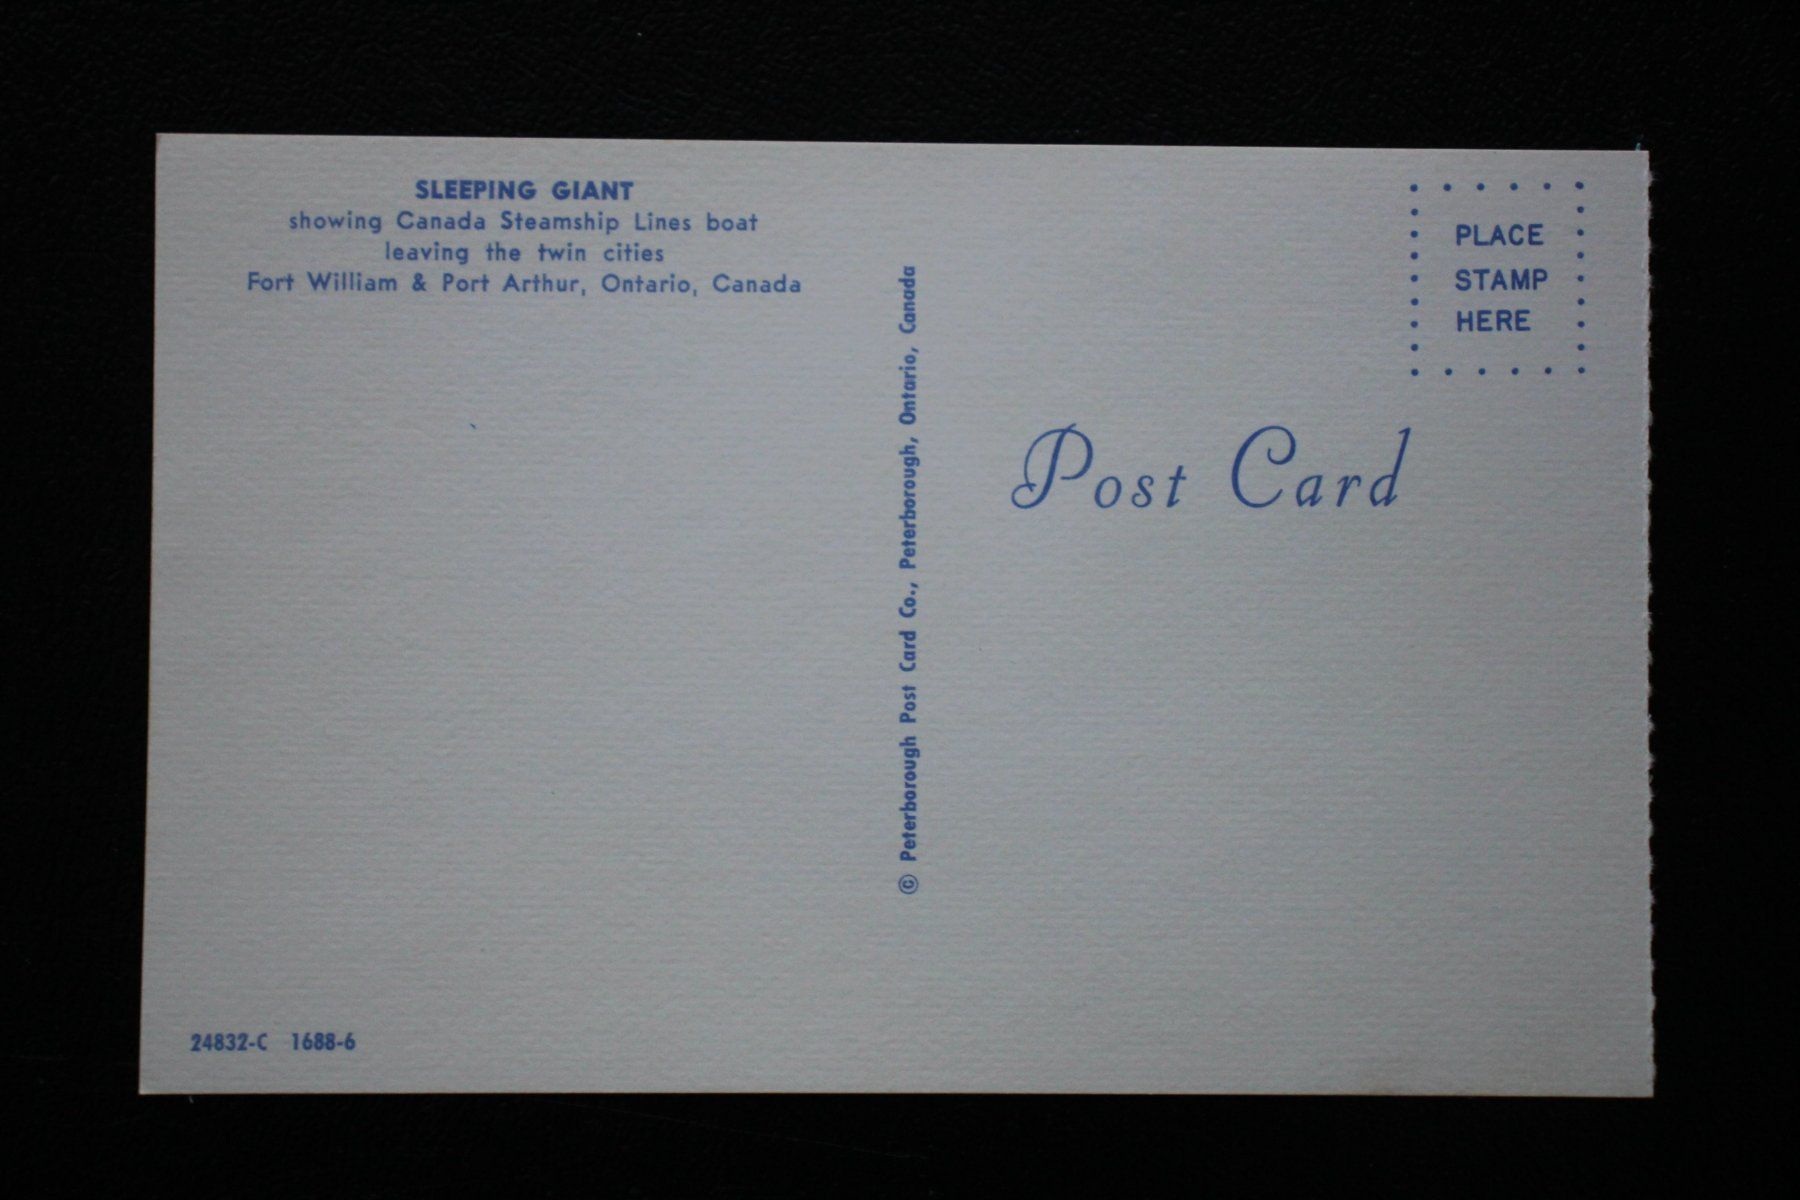 SLEEPING GIANT
showing Canada Steamship Lines boat
leaving the twin cities
Fort William & Port Arthur, Ontario, Canada
© Peterborough Post Card Co., Peterborough, Ontario, Canada
PLACE
STAMP
HERE
Post Card
24832-C 1688-6